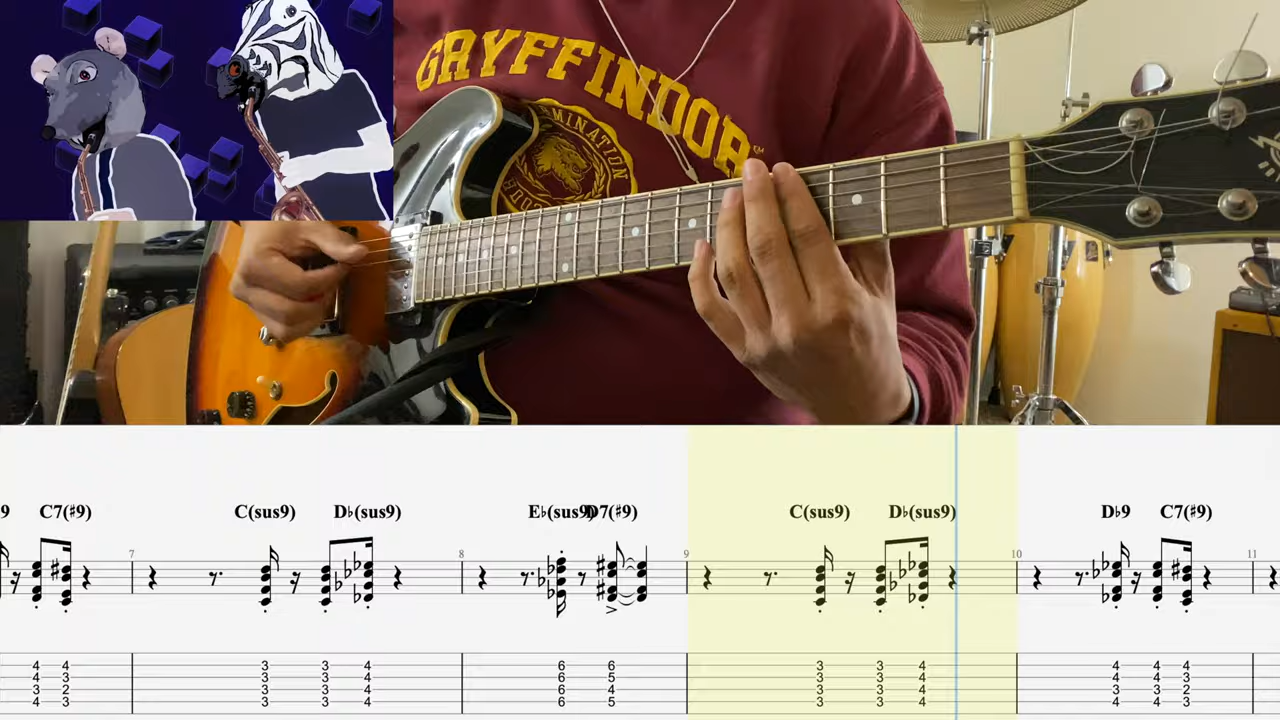 GRYFFINDOR
™
9 C7(♯9) C(sus9) D♭(sus9) E♭(sus9) D7(♯9) C(sus9) D♭(sus9) D♭9 C7(♯9)
7 8 9 10 11
4 4 3 3 4 6 6 3 3 4 4 4 4
4 3 3 3 4 6 5 3 3 4 4 4 3
3 2 3 3 4 6 4 3 3 4 4 3 2
4 3 3 3 4 6 5 3 3 4 4 4 3